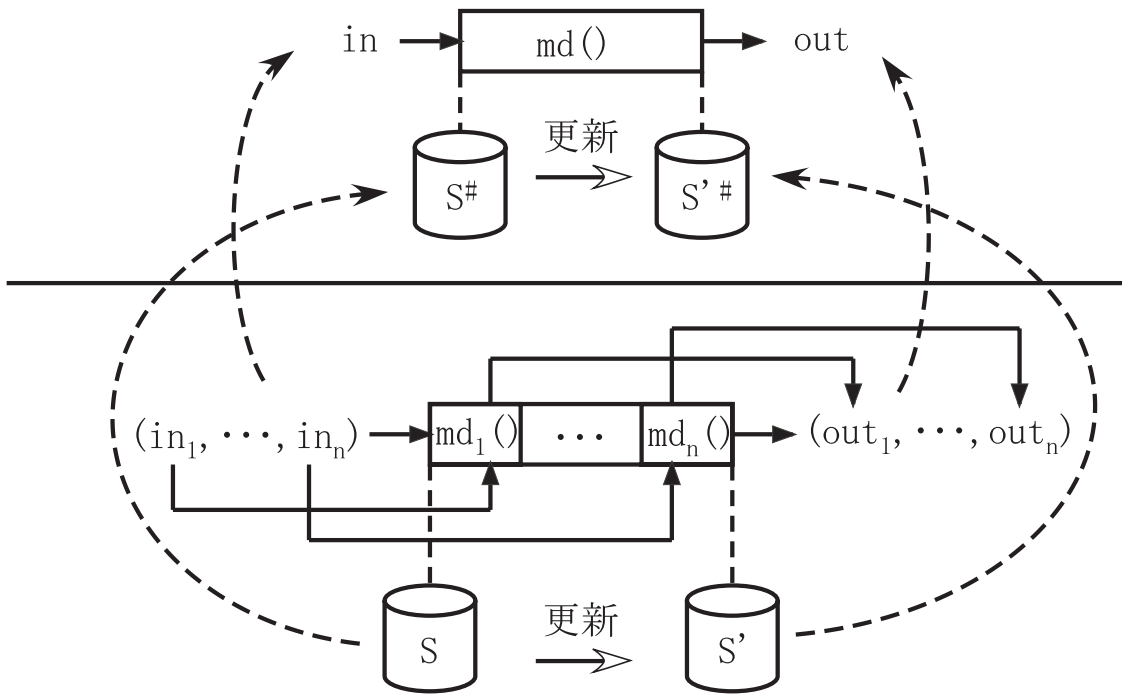 in md() out
更新
S# S'#
(in₁, ···, inₙ) md₁() ··· mdₙ() (out₁, ···, outₙ)
更新
S S'